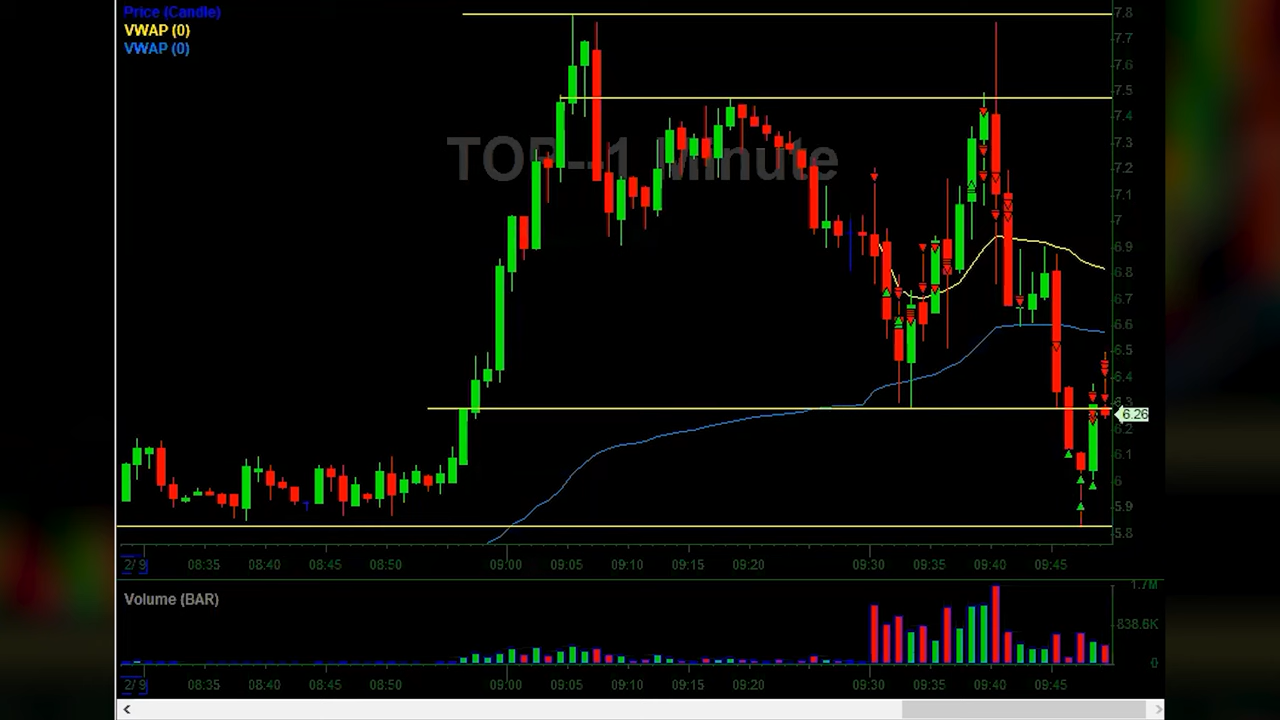 Price (Candle)
VWAP (0)
VWAP (0)
TOP--1 Minute
7.8
7.7
7.6
7.5
7.4
7.3
7.2
7.1
7
6.9
6.8
6.7
6.6
6.5
6.4
6.3
6.26
6.2
6.1
6
5.9
5.8
2/9 08:35 08:40 08:45 08:50 09:00 09:05 09:10 09:15 09:20 09:30 09:35 09:40 09:45
Volume (BAR)
1.7M
838.6K
0
2/9 08:35 08:40 08:45 08:50 09:00 09:05 09:10 09:15 09:20 09:30 09:35 09:40 09:45